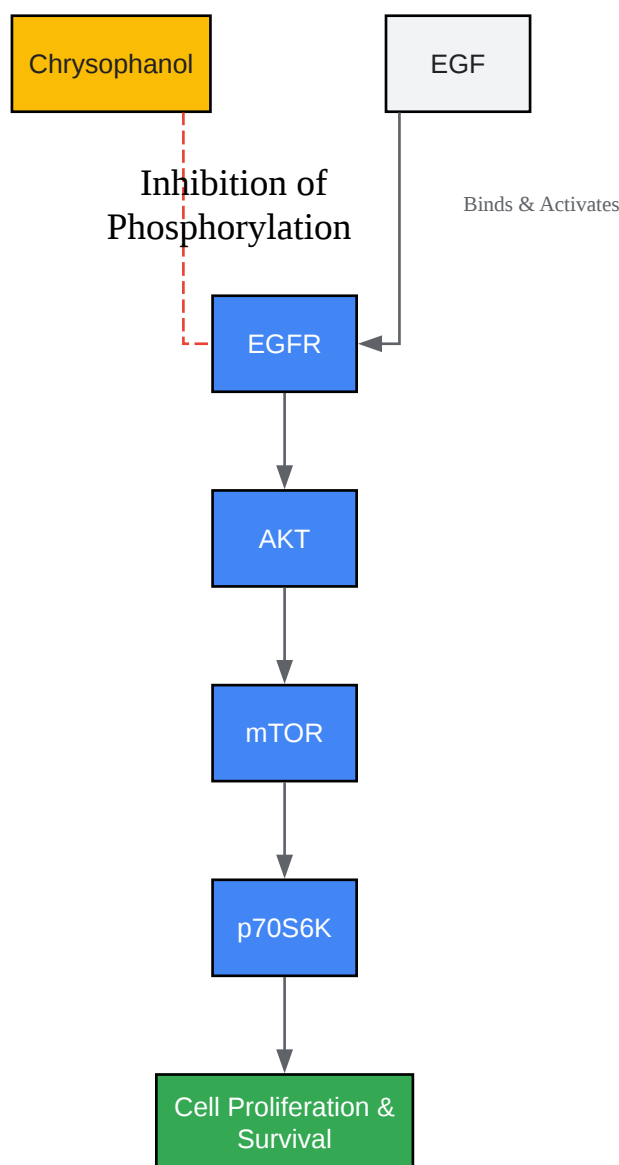 Chrysophanol
EGF
Inhibition of
Phosphorylation
Binds & Activates
EGFR
AKT
mTOR
p70S6K
Cell Proliferation &
Survival